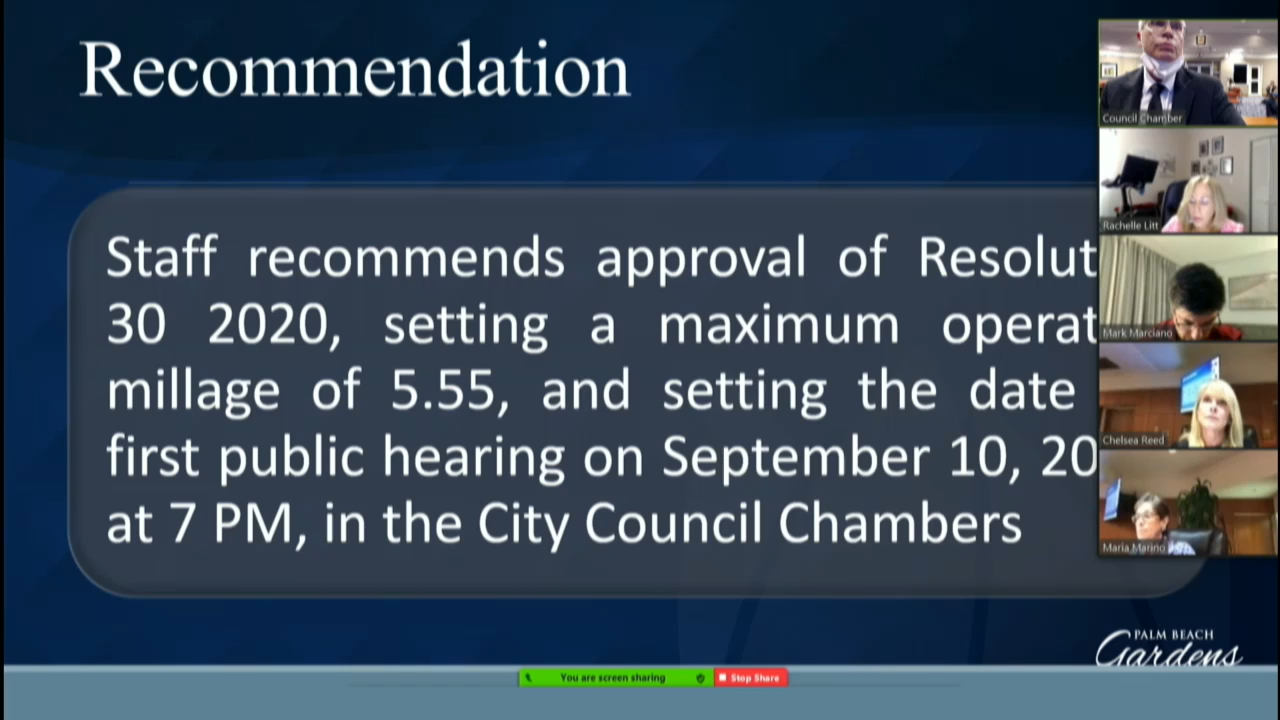 Recommendation
Staff recommends approval of Resolut
30 2020, setting a maximum operat
millage of 5.55, and setting the date
first public hearing on September 10, 20
at 7 PM, in the City Council Chambers
Council Chamber
Rachelle Litt
Mark Marciano
Chelsea Reed
Maria Marino
PALM BEACH
Gardens
You are screen sharing
Stop Share